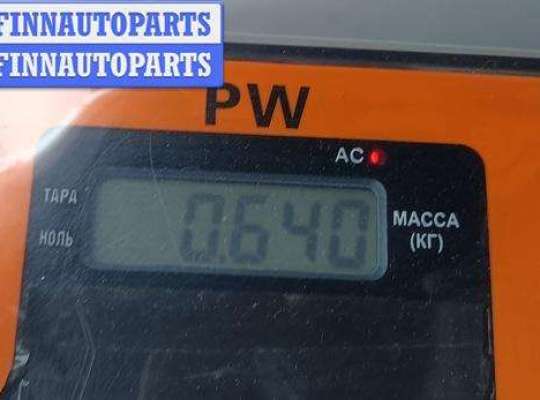 FINNAUTOPARTS
FINNAUTOPARTS
PW
AC
ТАРА
0.640
МАССА
НОЛЬ
(КГ)